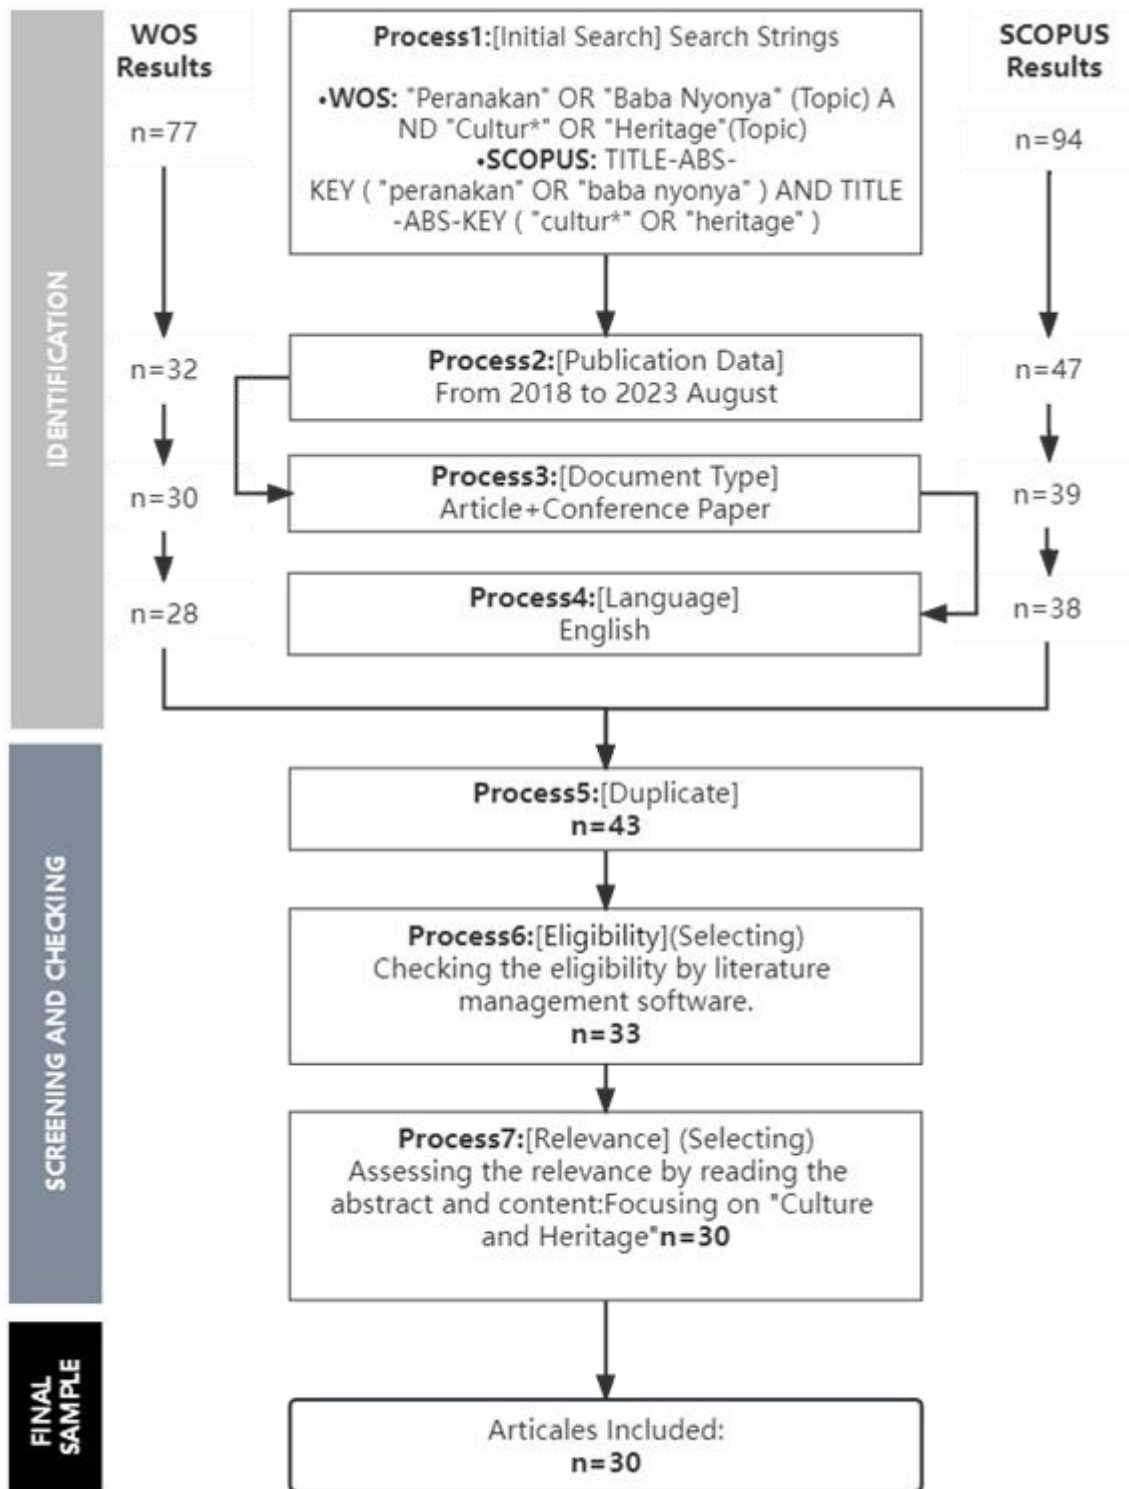 WOS
Results
n=77
Process1:[Initial Search] Search Strings
•WOS: "Peranakan" OR "Baba Nyonya" (Topic) A
ND "Cultur*" OR "Heritage"(Topic)
•SCOPUS: TITLE-ABS-
KEY ( "peranakan" OR "baba nyonya" ) AND TITLE
-ABS-KEY ( "cultur*" OR "heritage" )
SCOPUS
Results
n=94
IDENTIFICATION
n=32
Process2:[Publication Data]
From 2018 to 2023 August
n=47
n=30
Process3:[Document Type]
Article+Conference Paper
n=39
n=28
Process4:[Language]
English
n=38
SCREENING AND CHECKING
Process5:[Duplicate]
n=43
Process6:[Eligibility](Selecting)
Checking the eligibility by literature
management software.
n=33
Process7:[Relevance] (Selecting)
Assessing the relevance by reading the
abstract and content:Focusing on "Culture
and Heritage"n=30
FINAL
SAMPLE
Articales Included:
n=30